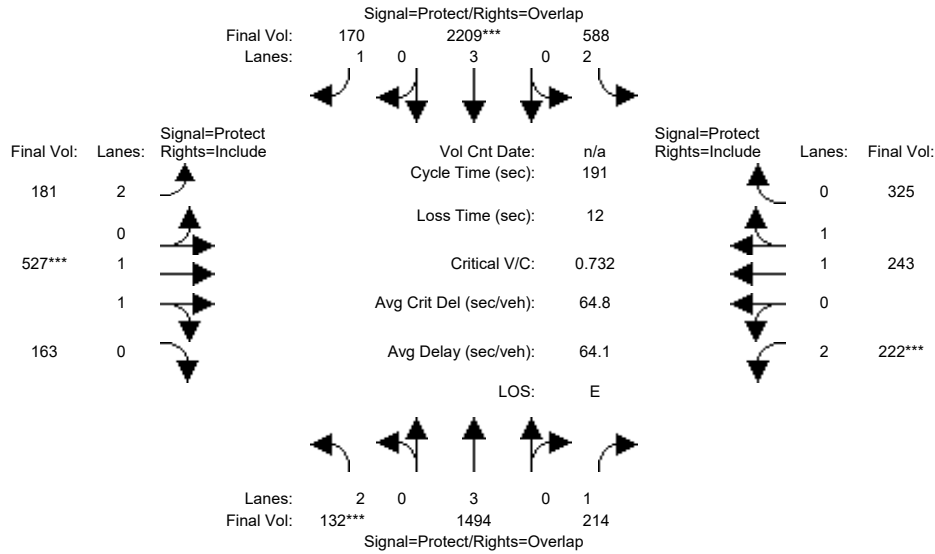 Signal=Protect/Rights=Overlap
Final Vol: 170 2209*** 588
Lanes: 1 0 3 0 2
Signal=Protect Signal=Protect
Final Vol: Lanes: Rights=Include Vol Cnt Date: n/a Rights=Include Lanes: Final Vol:
Cycle Time (sec): 191
181 2 0 325
Loss Time (sec): 12
0 1
527*** 1 Critical V/C: 0.732 1 243
1 Avg Crit Del (sec/veh): 64.8 0
163 0 Avg Delay (sec/veh): 64.1 2 222***
LOS: E
Lanes: 2 0 3 0 1
Final Vol: 132*** 1494 214
Signal=Protect/Rights=Overlap